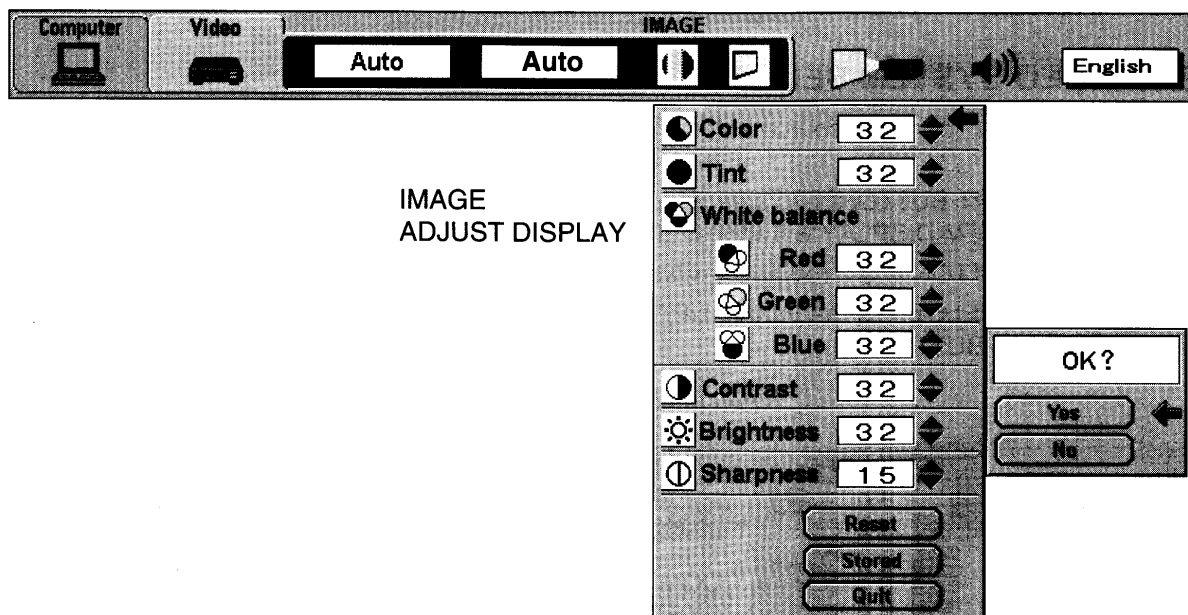 Computer Video IMAGE
Auto Auto English
Color 32
Tint 32
IMAGE
ADJUST DISPLAY
White balance
Red 32
Green 32
Blue 32
OK?
Contrast 32
Yes
Brightness 32
No
Sharpness 15
Reset
Stored
Quit